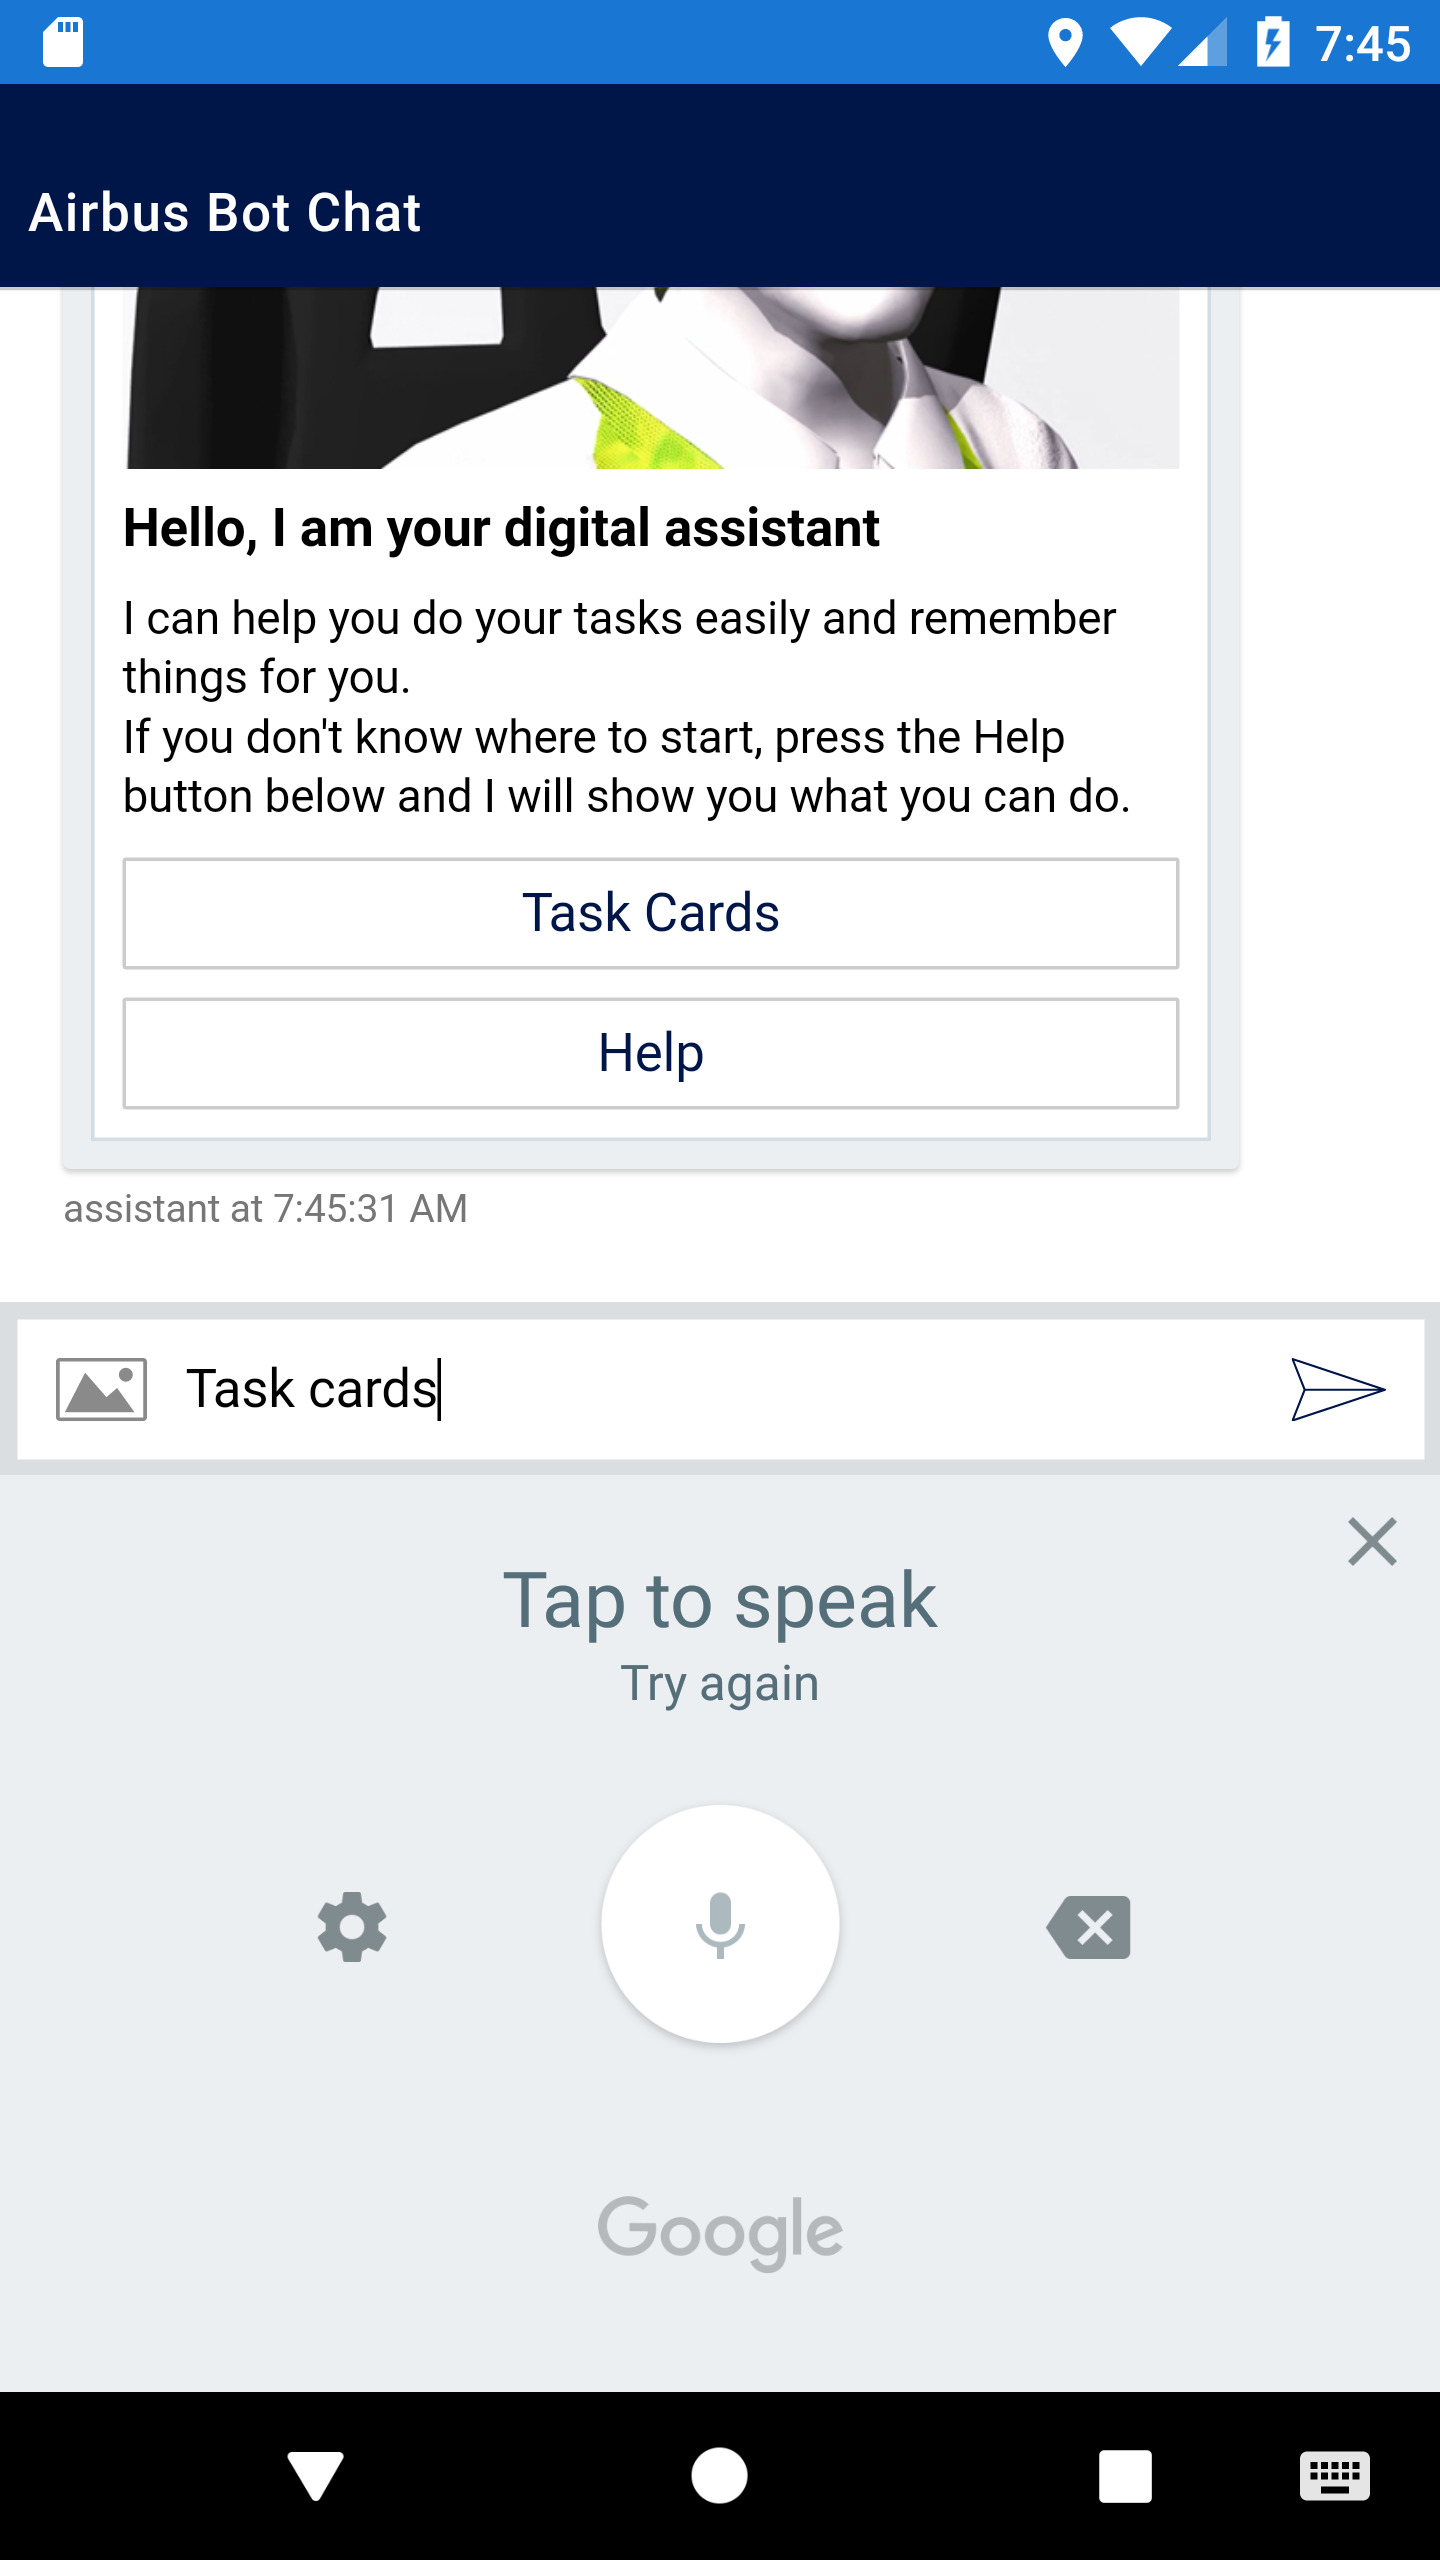 7:45
Airbus Bot Chat
Hello, I am your digital assistant
I can help you do your tasks easily and remember
things for you.
If you don't know where to start, press the Help
button below and I will show you what you can do.
Task Cards
Help
assistant at 7:45:31 AM
Task cards
Tap to speak
Try again
Google